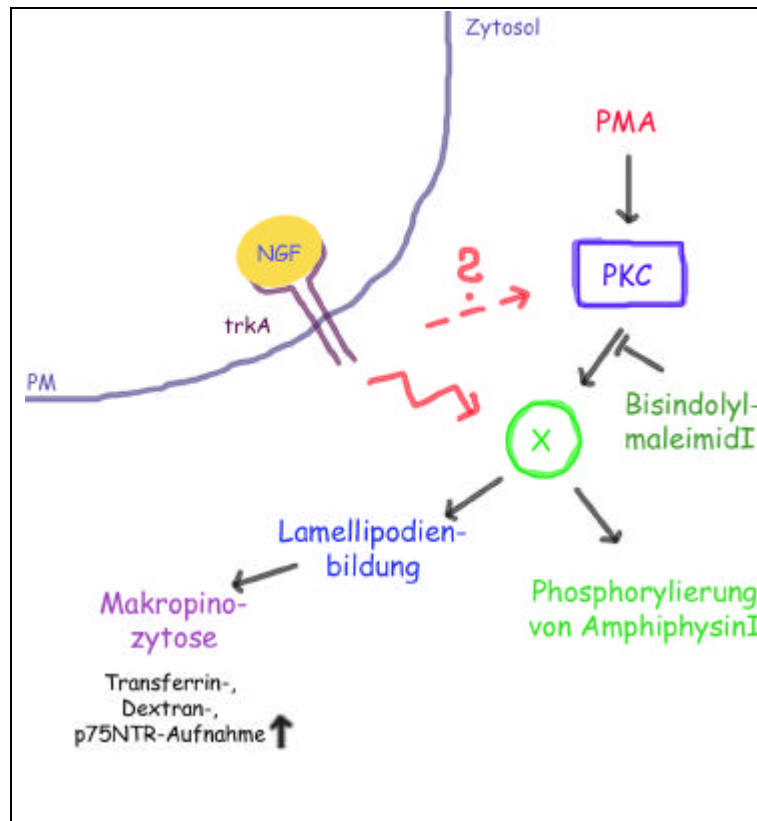 Zytosol
PMA
NGF
?
PKC
trkA
PM
Bisindolyl-
maleimidI
X
Lamellipodien-
bildung
Makropino-
zytose
Phosphorylierung
von AmphiphysinI
Transferrin-,
Dextran-,
p75NTR-Aufnahme